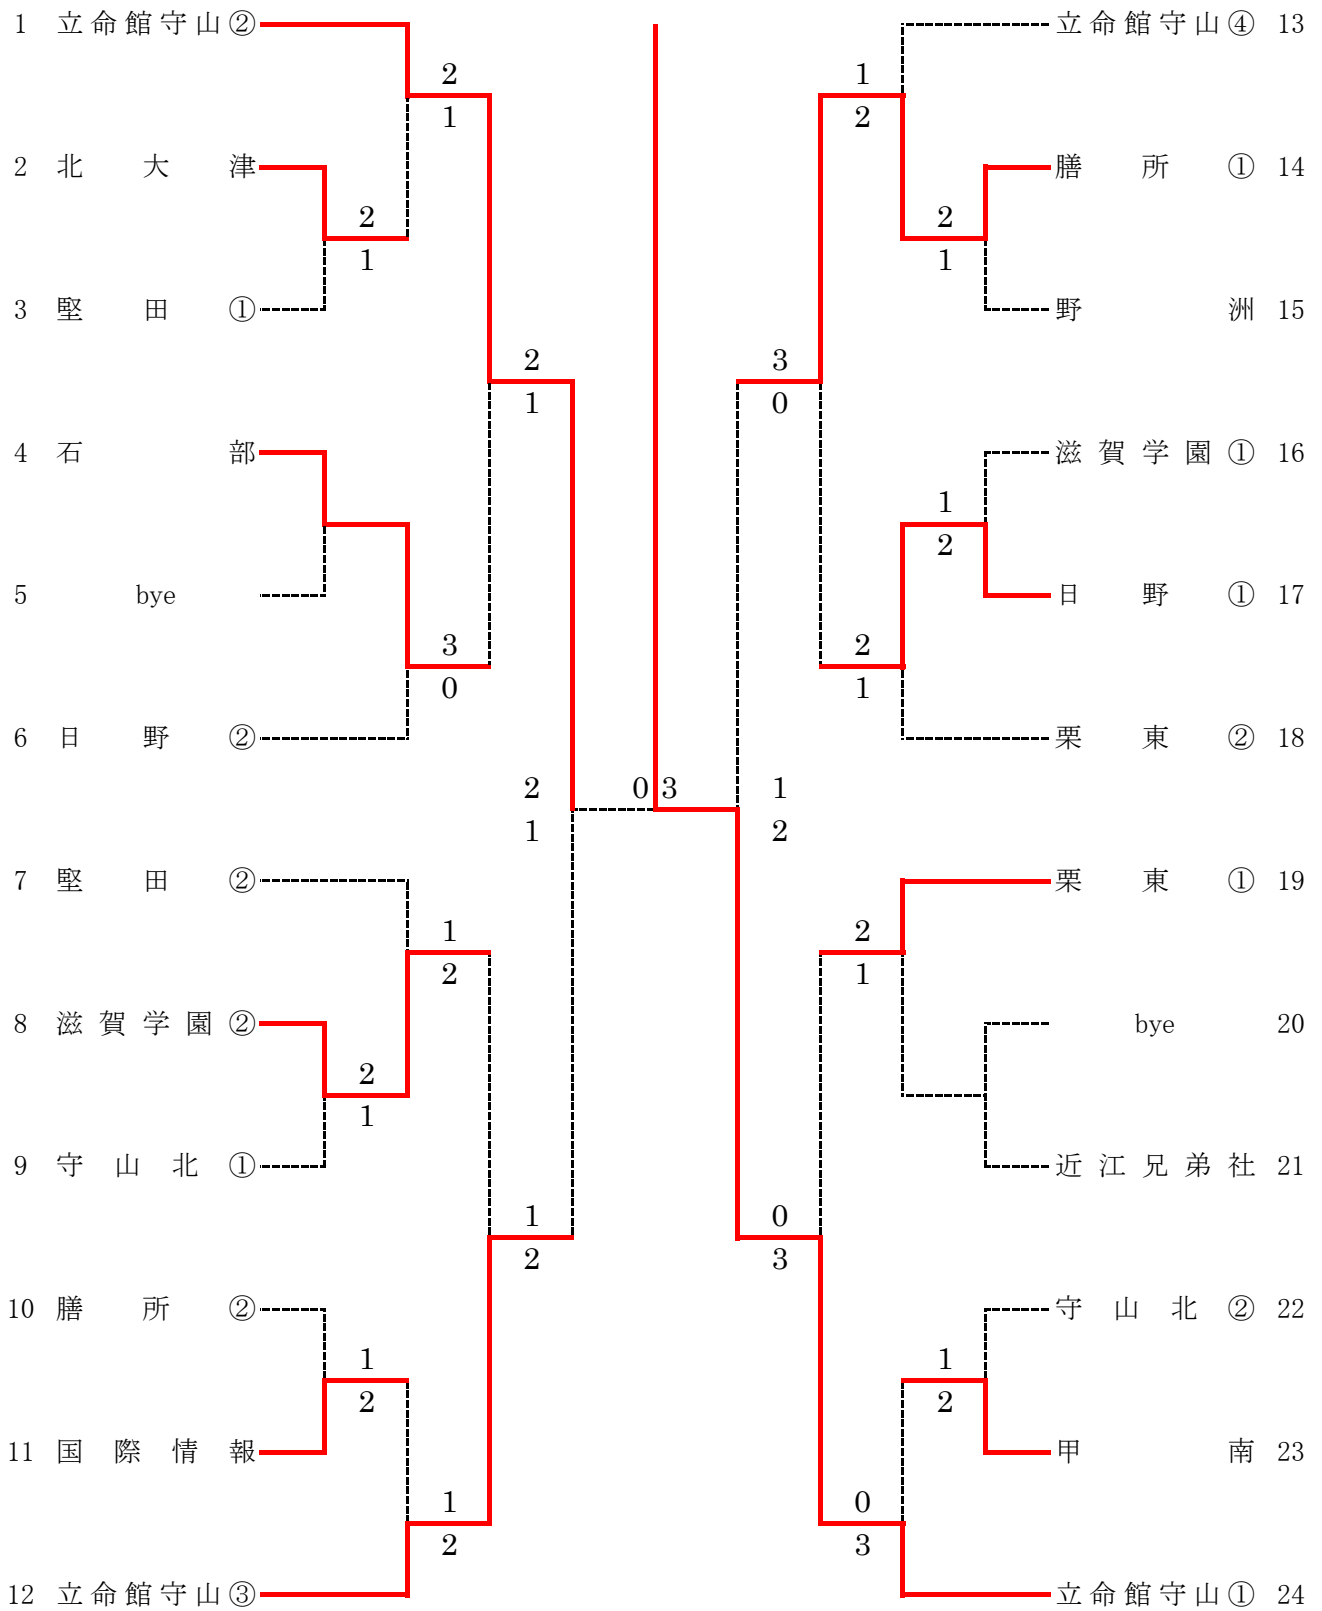 1 立命館守山② 立命館守山④ 13
2 1
1 2
2 北大津 膳所① 14
2 2
1 1
3 堅田① 野洲 15
2 3
1 0
4 石部 滋賀学園① 16
1
2
5 bye 日野① 17
3 2
0 1
6 日野② 栗東② 18
2 0 3 1
1 2
7 堅田② 栗東① 19
1 2
2 1
8 滋賀学園② bye 20
2
1
9 守山北① 近江兄弟社 21
1 0
2 3
10 膳所② 守山北② 22
1 1
2 2
11 国際情報 甲南 23
1 0
2 3
12 立命館守山③ 立命館守山① 24